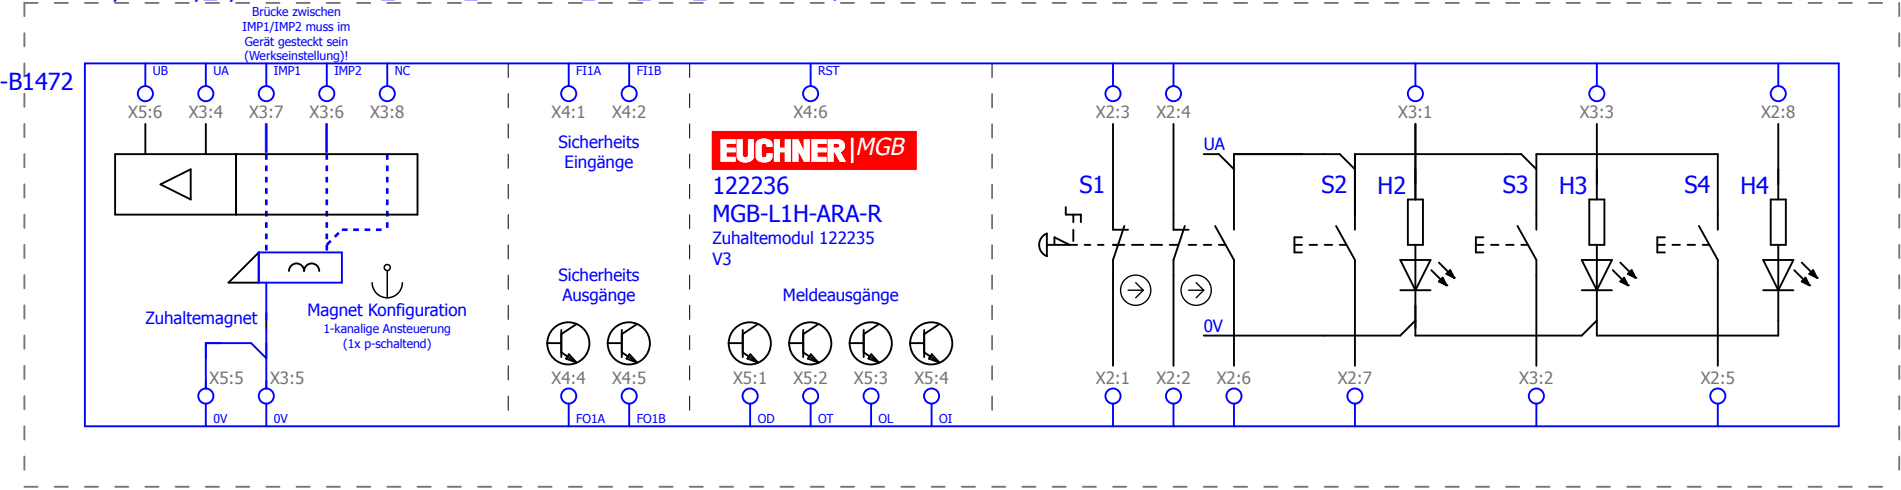 Brücke zwischen
IMP1/IMP2 muss im
Gerät gesteckt sein
(Werkseinstellung)!
-B1472
UB UA IMP1 IMP2 NC FI1A FI1B RST
X5:6 X3:4 X3:7 X3:6 X3:8 X4:1 X4:2 X4:6 X2:3 X2:4 X3:1 X3:3 X2:8
Sicherheits
Eingänge
EUCHNER|MGB
122236
MGB-L1H-ARA-R
Zuhaltemodul 122235
V3
UA
S1 S2 H2 S3 H3 S4 H4
Sicherheits
Ausgänge
Meldeausgänge
Zuhaltemagnet
Magnet Konfiguration
1-kanalige Ansteuerung
(1x p-schaltend)
0V
X5:5 X3:5 X4:4 X4:5 X5:1 X5:2 X5:3 X5:4 X2:1 X2:2 X2:6 X2:7 X3:2 X2:5
0V 0V FO1A FO1B OD OT OL OI